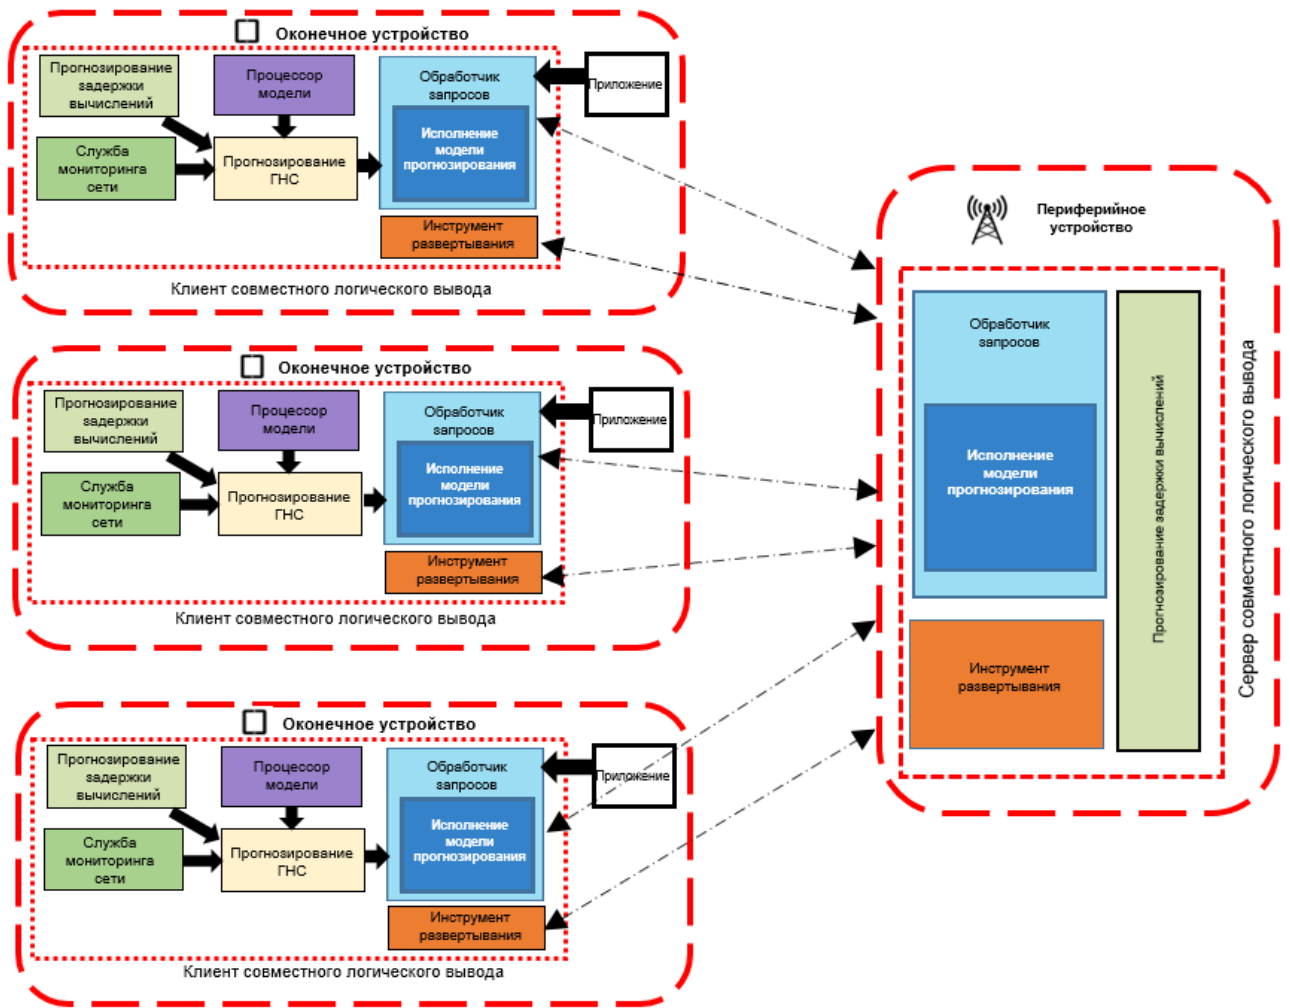 Оконечное устройство
Прогнозирование
задержки
вычислений
Процессор
модели
Обработчик
запросов
Приложение
Исполнение
модели
прогнозирования
Служба
мониторинга
сети
Прогнозирование
ГНС
Инструмент
развертывания
Клиент совместного логического вывода
Оконечное устройство
Прогнозирование
задержки
вычислений
Процессор
модели
Обработчик
запросов
Приложение
Исполнение
модели
прогнозирования
Служба
мониторинга
сети
Прогнозирование
ГНС
Инструмент
развертывания
Клиент совместного логического вывода
Оконечное устройство
Прогнозирование
задержки
вычислений
Процессор
модели
Обработчик
запросов
Приложение
Исполнение
модели
прогнозирования
Служба
мониторинга
сети
Прогнозирование
ГНС
Инструмент
развертывания
Клиент совместного логического вывода
Периферийное
устройство
Обработчик
запросов
Исполнение
модели
прогнозирования
Инструмент
развертывания
Прогнозирование задержки вычислений
Сервер совместного логического вывода